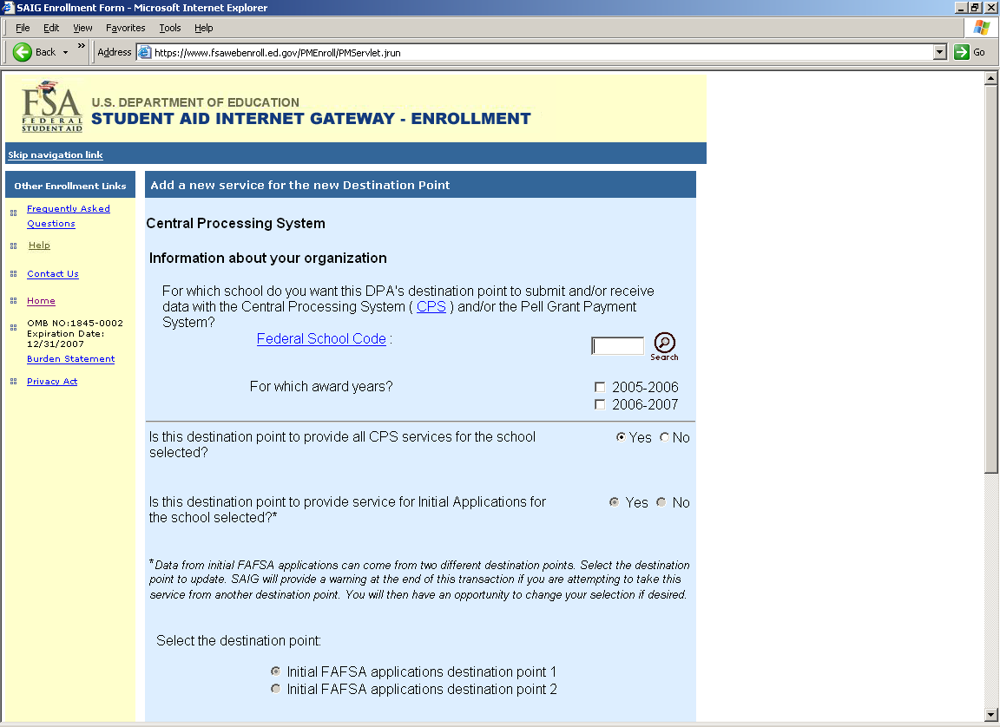 SAIG Enrollment Form - Microsoft Internet Explorer
File Edit View Favorites Tools Help
Back » Address https://www.fsawebenroll.ed.gov/PMEnroll/PMServlet.jrun Go
FSA
FEDERAL
STUDENT AID
U.S. DEPARTMENT OF EDUCATION
STUDENT AID INTERNET GATEWAY - ENROLLMENT
Skip navigation link
Other Enrollment Links
Frequently Asked
Questions
Help
Contact Us
Home
OMB NO:1845-0002
Expiration Date:
12/31/2007
Burden Statement
Privacy Act
Add a new service for the new Destination Point
Central Processing System
Information about your organization
For which school do you want this DPA's destination point to submit and/or receive
data with the Central Processing System ( CPS ) and/or the Pell Grant Payment
System?
Federal School Code :
Search
For which award years?
2005-2006
2006-2007
Is this destination point to provide all CPS services for the school
selected?
Yes No
Is this destination point to provide service for Initial Applications for
the school selected?*
Yes No
*Data from initial FAFSA applications can come from two different destination points. Select the destination
point to update. SAIG will provide a warning at the end of this transaction if you are attempting to take this
service from another destination point. You will then have an opportunity to change your selection if desired.
Select the destination point:
Initial FAFSA applications destination point 1
Initial FAFSA applications destination point 2